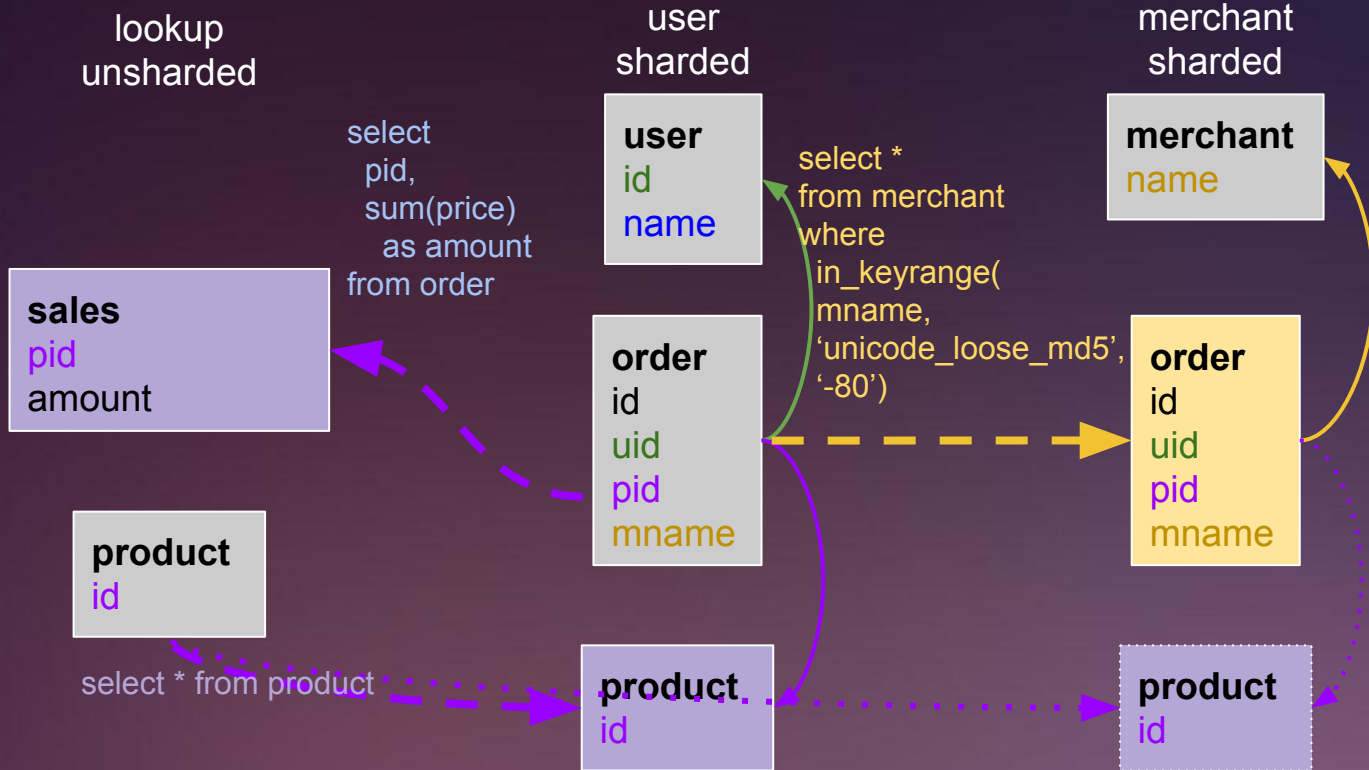 lookup
unsharded
user
sharded
merchant
sharded
select
pid,
sum(price)
as amount
from order
user
id
name
select *
from merchant
where
in_keyrange(
mname,
‘unicode_loose_md5’,
‘-80’)
merchant
name
sales
pid
amount
order
id
uid
pid
mname
order
id
uid
pid
mname
product
id
select * from product
product
id
product
id